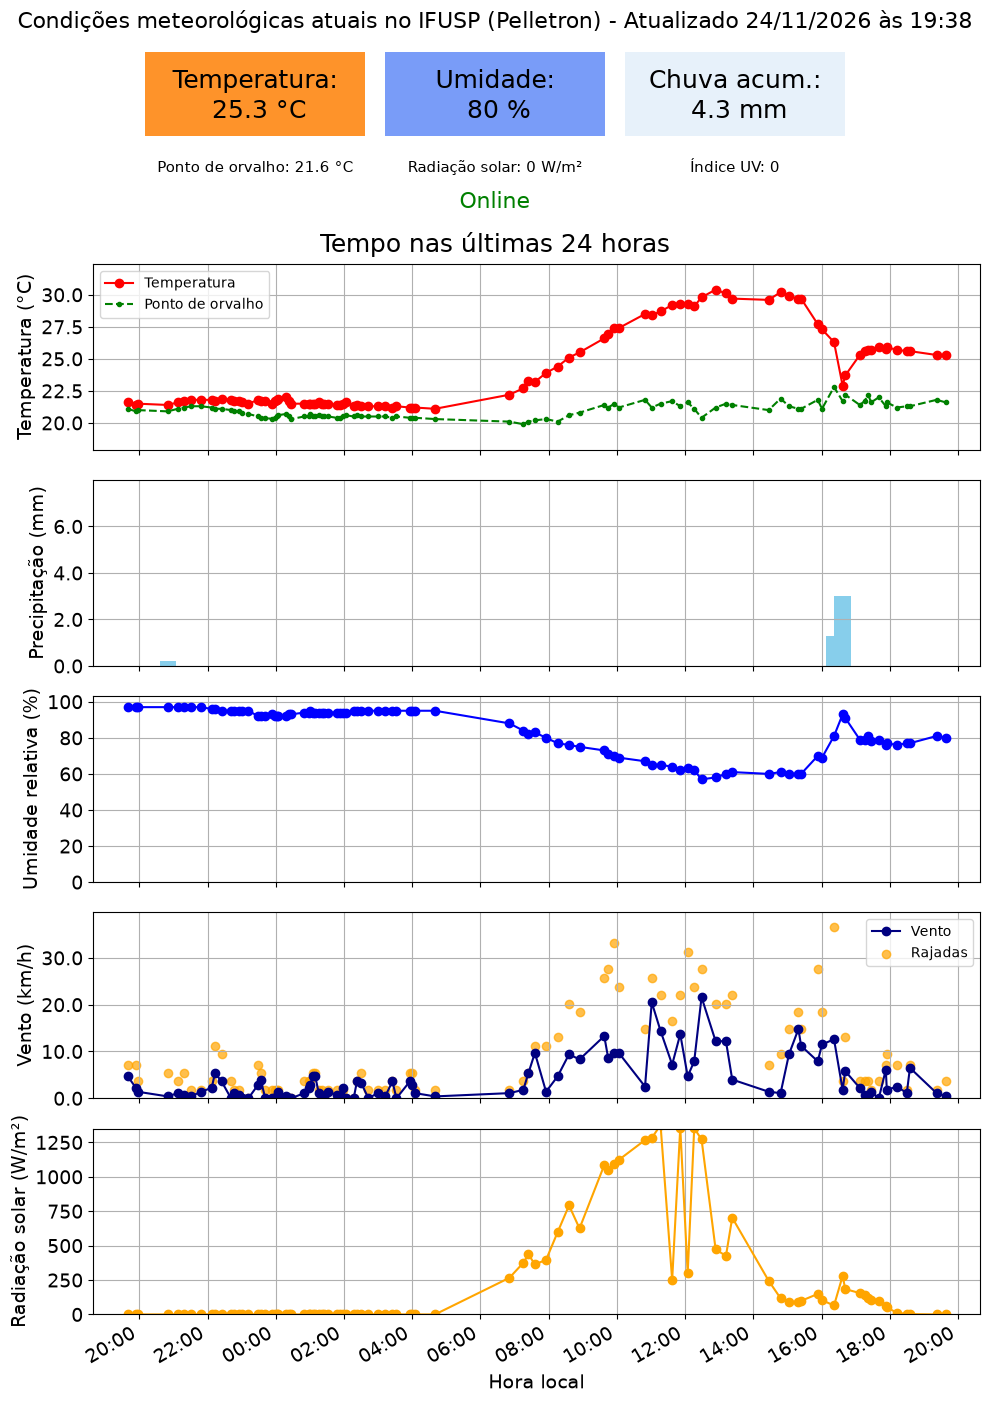 Condições meteorológicas atuais no IFUSP (Pelletron) - Atualizado 24/11/2026 às 19:38
Temperatura:
25.3 °C
Umidade:
80 %
Chuva acum.:
4.3 mm
Ponto de orvalho: 21.6 °C
Radiação solar: 0 W/m²
Índice UV: 0
Online
Tempo nas últimas 24 horas
Temperatura (°C)
30.0
27.5
25.0
22.5
20.0
Temperatura
Ponto de orvalho
Precipitação (mm)
6.0
4.0
2.0
0.0
Umidade relativa (%)
100
80
60
40
20
0
Vento (km/h)
30.0
20.0
10.0
0.0
Vento
Rajadas
Radiação solar (W/m²)
1250
1000
750
500
250
0
20:00
22:00
00:00
02:00
04:00
06:00
08:00
10:00
12:00
14:00
16:00
18:00
20:00
Hora local